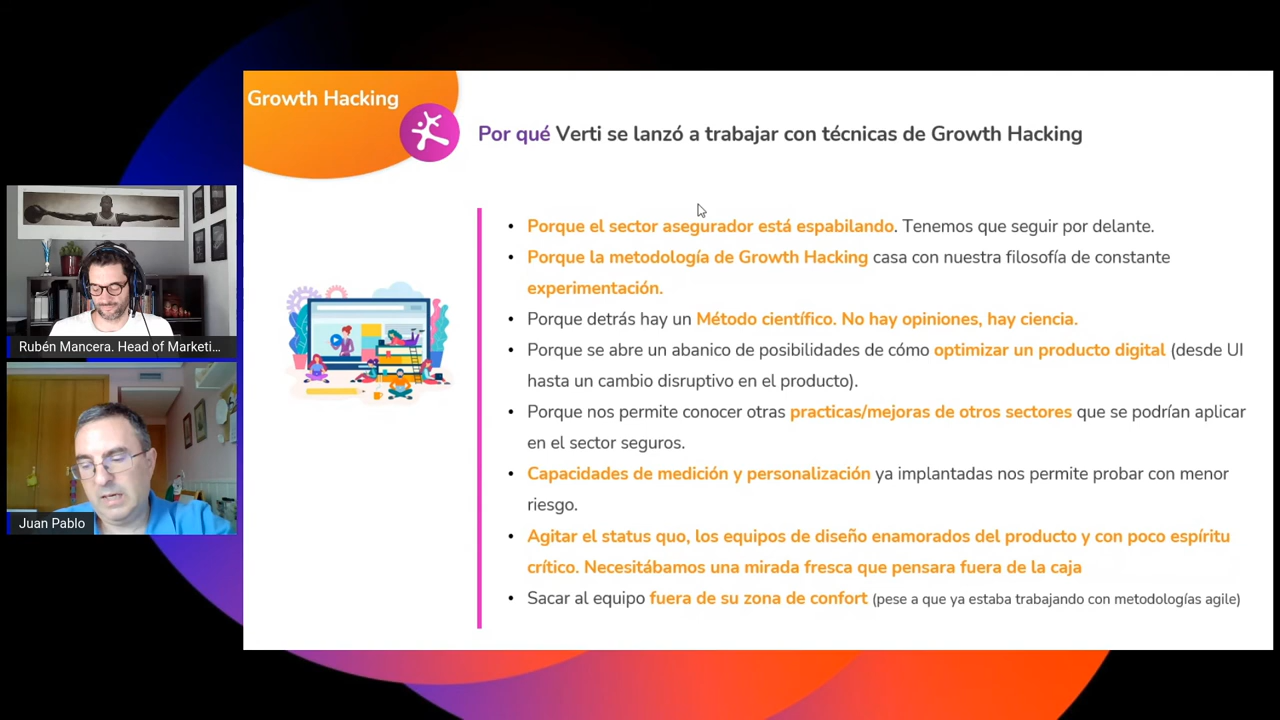 Growth Hacking
Por qué Verti se lanzó a trabajar con técnicas de Growth Hacking
• Porque el sector asegurador está espabilando. Tenemos que seguir por delante.
• Porque la metodología de Growth Hacking casa con nuestra filosofía de constante
experimentación.
• Porque detrás hay un Método científico. No hay opiniones, hay ciencia.
• Porque se abre un abanico de posibilidades de cómo optimizar un producto digital (desde UI
hasta un cambio disruptivo en el producto).
• Porque nos permite conocer otras practicas/mejoras de otros sectores que se podrían aplicar
en el sector seguros.
• Capacidades de medición y personalización ya implantadas nos permite probar con menor
riesgo.
• Agitar el status quo, los equipos de diseño enamorados del producto y con poco espíritu
crítico. Necesitábamos una mirada fresca que pensara fuera de la caja
• Sacar al equipo fuera de su zona de confort (pese a que ya estaba trabajando con metodologías agile)
Rubén Mancera. Head of Marketi...
Juan Pablo